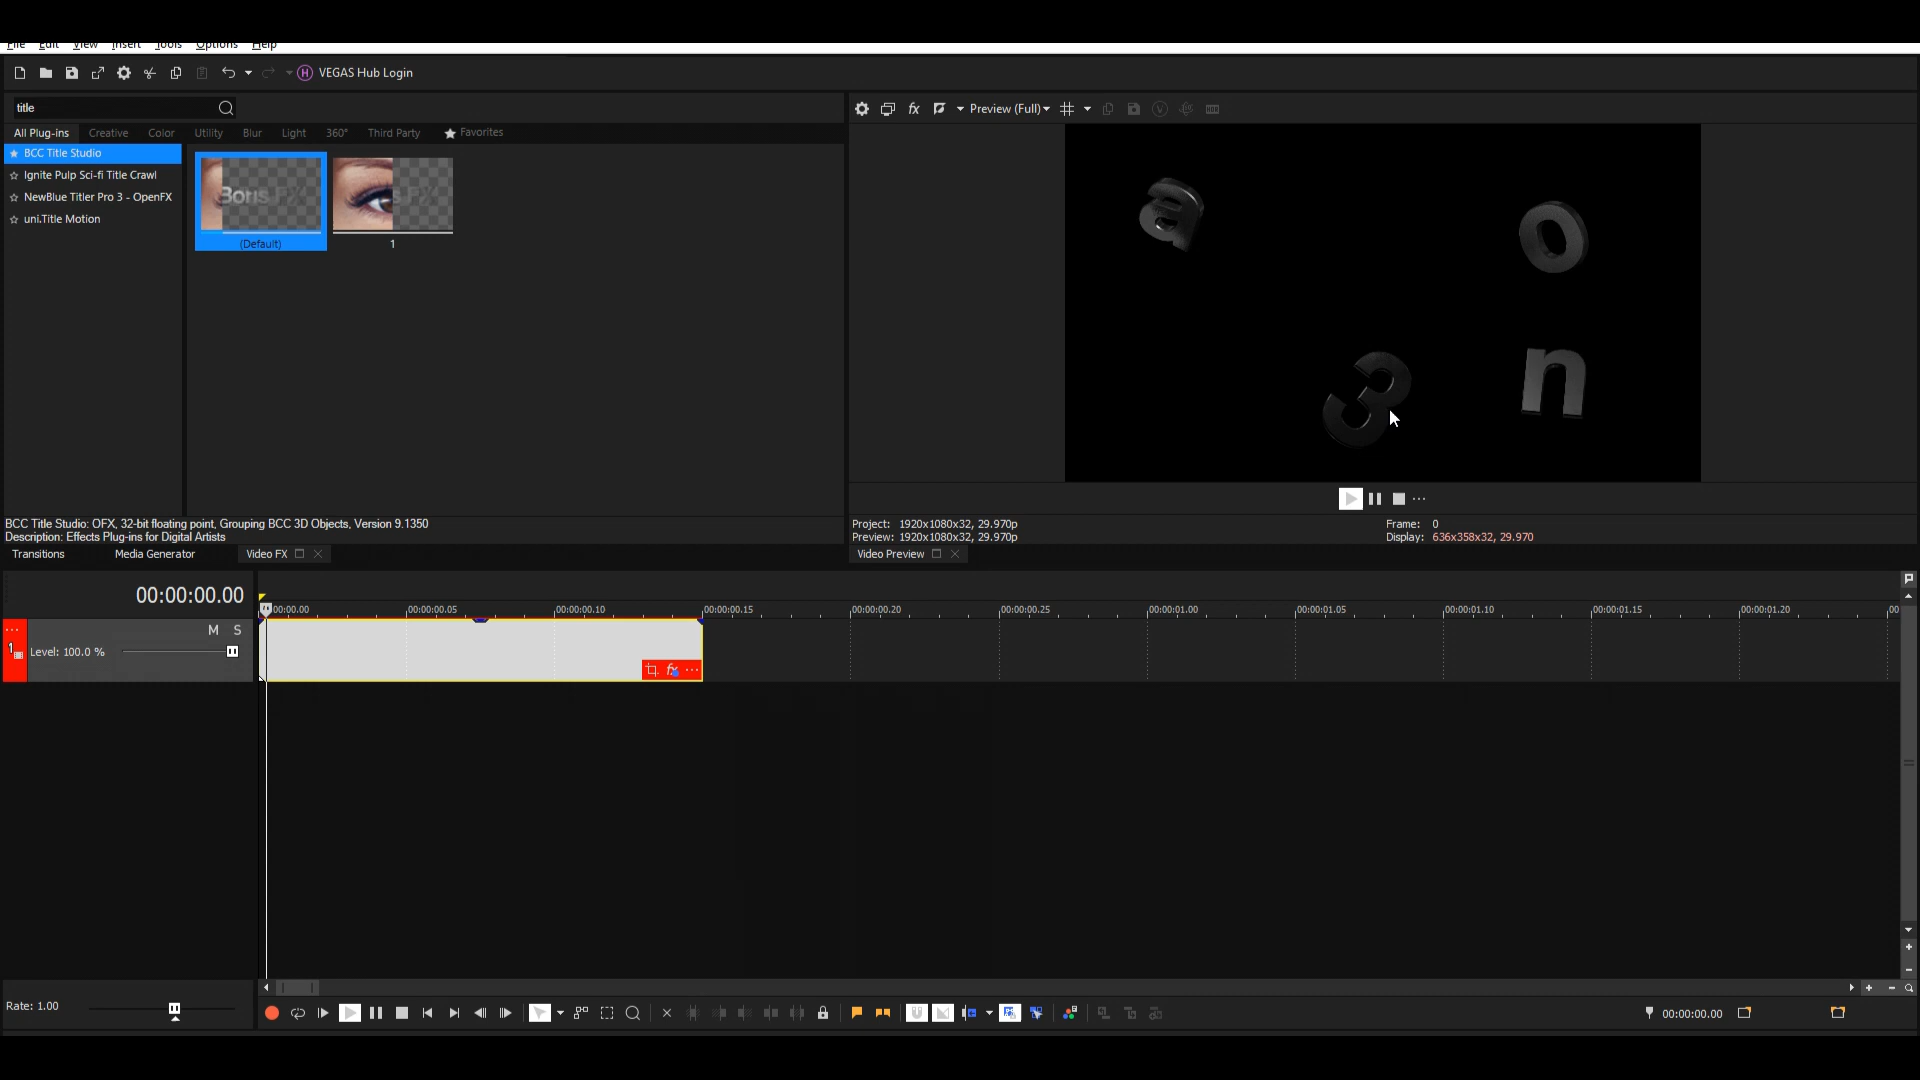 File Edit View Insert Tools Options Help
VEGAS Hub Login
title
Preview (Full)
All Plug-ins Creative Color Utility Blur Light 360° Third Party Favorites
BCC Title Studio
Ignite Pulp Sci-fi Title Crawl
NewBlue Titler Pro 3 - OpenFX
uni.Title Motion
Boris FX
(Default)
1
a
o
3
n
BCC Title Studio: OFX, 32-bit floating point, Grouping BCC 3D Objects, Version 9.1350
Description: Effects Plug-ins for Digital Artists
Project: 1920x1080x32, 29.970p
Preview: 1920x1080x32, 29.970p
Frame: 0
Display: 636x358x32, 29.970
Transitions Media Generator Video FX
Video Preview
00:00:00.00
00:00.00 00:00:00.05 00:00:00.10 00:00:00.15 00:00:00.20 00:00:00.25 00:00:01.00 00:00:01.05 00:00:01.10 00:00:01.15 00:00:01.20 00
M S
1
Level: 100.0 %
fx
Rate: 1.00
00:00:00.00